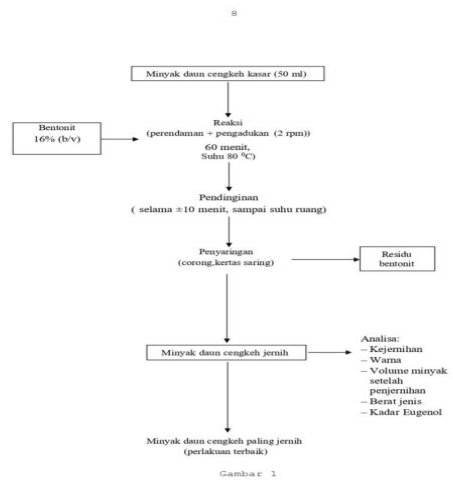 8
Minyak daun cengkeh kasar (50 ml)
Bentonit
16% (b/v)
Reaksi
(perendaman + pengadukan (2 rpm))
60 menit,
Suhu 80 ⁰C)
Pendinginan
( selama ±10 menit, sampai suhu ruang)
Penyaringan
(corong,kertas saring)
Residu
bentonit
Minyak daun cengkeh jernih
Analisa:
– Kejernihan
– Warna
– Volume minyak
setelah
penjernihan
– Berat jenis
– Kadar Eugenol
Minyak daun cengkeh paling jernih
(perlakuan terbaik)
Gambar 1